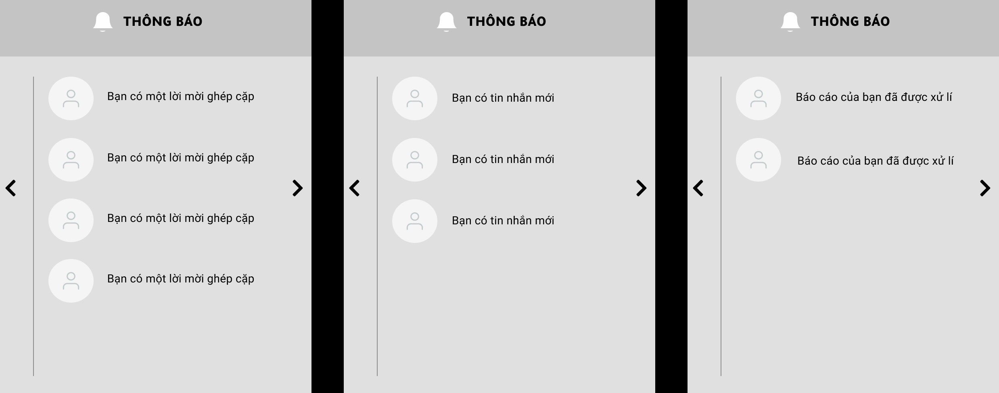 THÔNG BÁO
Bạn có một lời mời ghép cặp
Bạn có một lời mời ghép cặp
Bạn có một lời mời ghép cặp
Bạn có một lời mời ghép cặp
THÔNG BÁO
Bạn có tin nhắn mới
Bạn có tin nhắn mới
Bạn có tin nhắn mới
THÔNG BÁO
Báo cáo của bạn đã được xử lí
Báo cáo của bạn đã được xử lí